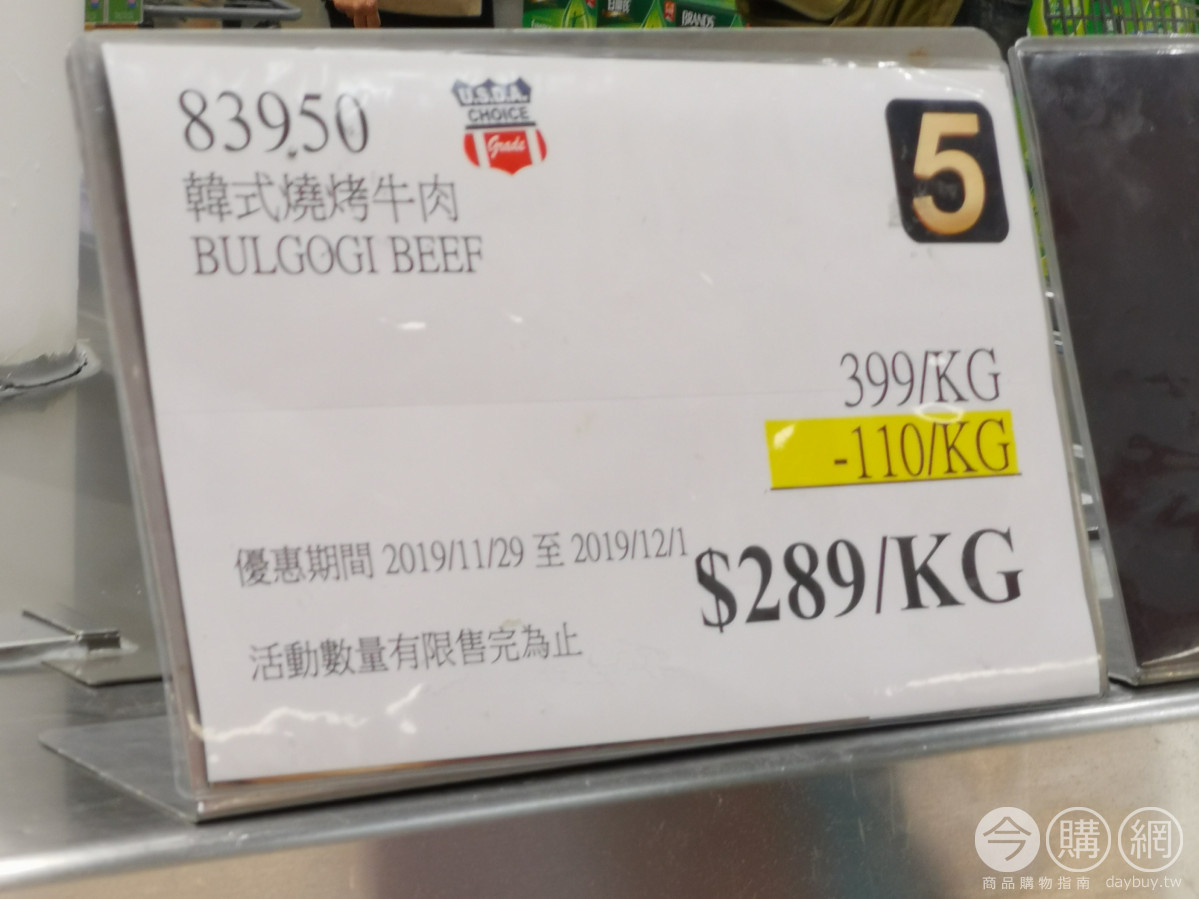 BRAND'S
83950
U.S.D.A.
CHOICE
Grade
5
韓式燒烤牛肉
BULGOGI BEEF
399/KG
-110/KG
優惠期間 2019/11/29 至 2019/12/1
$289/KG
活動數量有限售完為止
今購網
商品購物指南 daybuy.tw